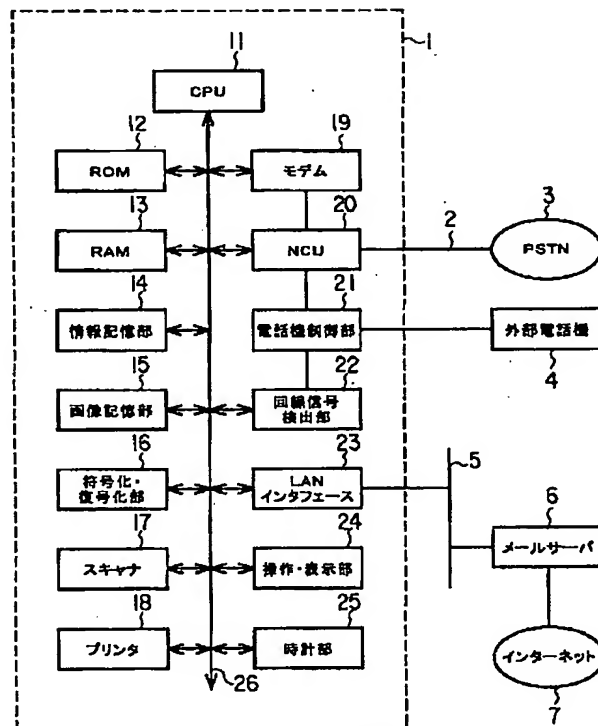 11
1
CPU
12
19
ROM
モデム
13
20
2
3
RAM
NCU
PSTN
14
21
情報記憶部
電話機制御部
外部電話機
4
15
22
画像記憶部
回線信号
検出部
16
23
5
符号化・
復号化部
LAN
インタフェース
6
17
24
メールサーバ
スキャナ
操作・表示部
18
25
プリンタ
時計部
インターネット
26
7